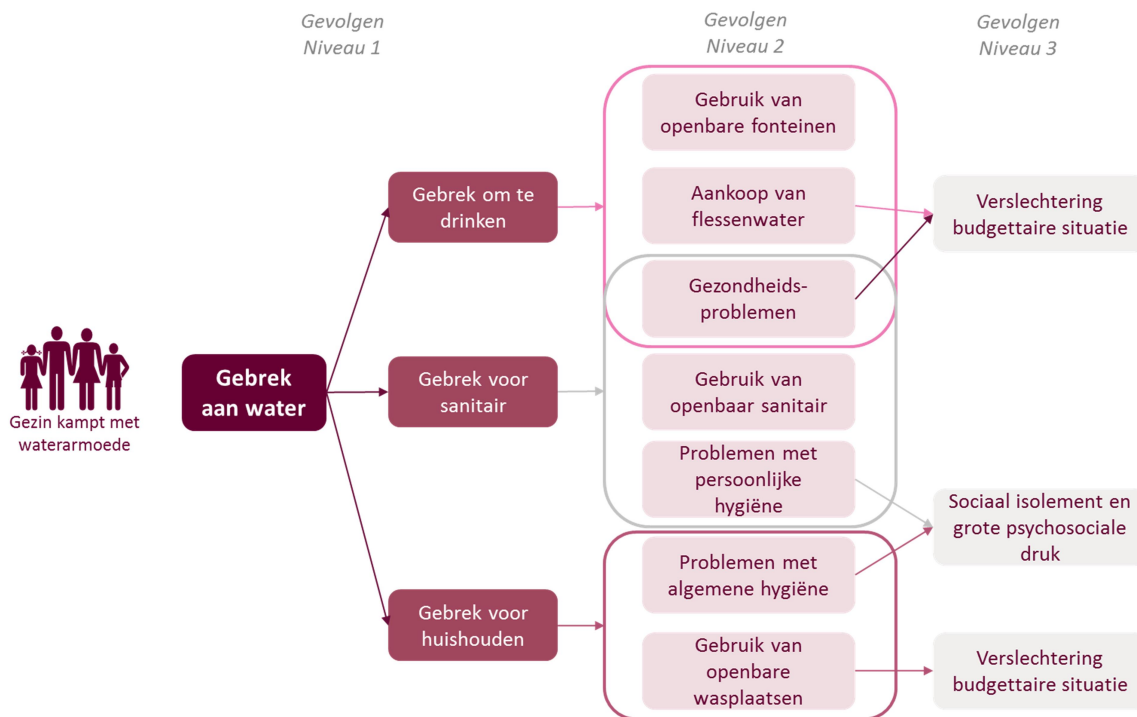 Gevolgen
Niveau 1
Gevolgen
Niveau 2
Gevolgen
Niveau 3
Gezin kampt met
waterarmoede
Gebrek
aan water
Gebrek om te
drinken
Gebrek voor
sanitair
Gebrek voor
huishouden
Gebruik van
openbare fonteinen
Aankoop van
flessenwater
Gezondheids-
problemen
Gebruik van
openbaar sanitair
Problemen met
persoonlijke
hygiëne
Problemen met
algemene hygiëne
Gebruik van
openbare
wasplaatsen
Verslechtering
budgettaire situatie
Sociaal isolement en
grote psychosociale
druk
Verslechtering
budgettaire situatie